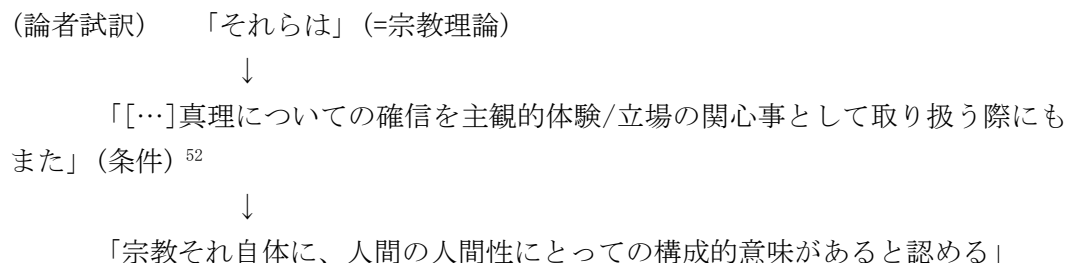 (論者試訳)　「それらは」(=宗教理論)
↓
「[…]真理についての確信を主観的体験/立場の関心事として取り扱う際にも
また」(条件) 52
↓
「宗教それ自体に、人間の人間性にとっての構成的意味があると認める」